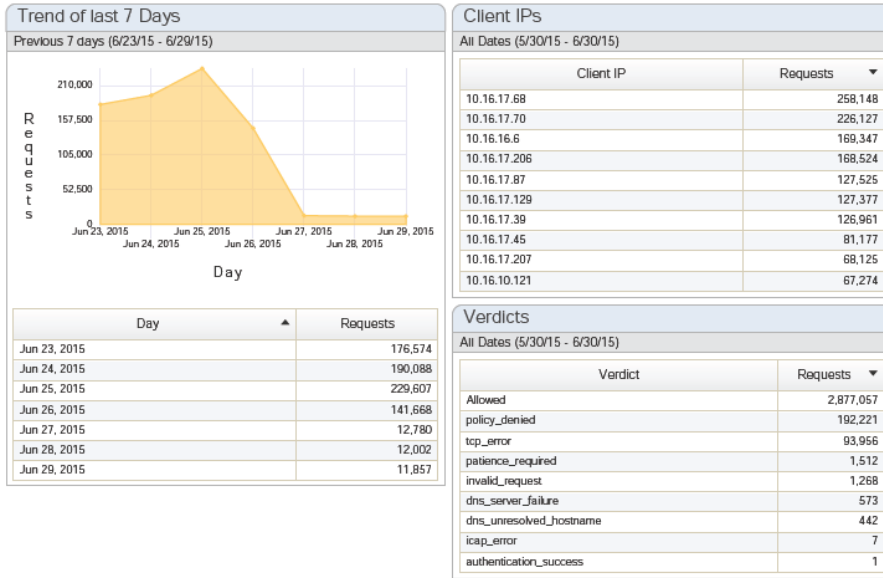 Trend of last 7 Days
Previous 7 days (6/23/15 - 6/29/15)
Requests
210,000
157,500
105,000
52,500
0
Jun 23, 2015
Jun 24, 2015
Jun 25, 2015
Jun 26, 2015
Jun 27, 2015
Jun 28, 2015
Jun 29, 2015
Day
Day Requests
Jun 23, 2015 176,574
Jun 24, 2015 190,088
Jun 25, 2015 229,607
Jun 26, 2015 141,668
Jun 27, 2015 12,780
Jun 28, 2015 12,002
Jun 29, 2015 11,857
Client IPs
All Dates (5/30/15 - 6/30/15)
Client IP Requests
10.16.17.68 258,148
10.16.17.70 226,127
10.16.16.6 169,347
10.16.17.206 168,524
10.16.17.87 127,525
10.16.17.129 127,377
10.16.17.39 126,961
10.16.17.45 81,177
10.16.17.207 68,125
10.16.10.121 67,274
Verdicts
All Dates (5/30/15 - 6/30/15)
Verdict Requests
Allowed 2,877,057
policy_denied 192,221
tcp_error 93,956
patience_required 1,512
invalid_request 1,268
dns_server_failure 573
dns_unresolved_hostname 442
icap_error 7
authentication_success 1